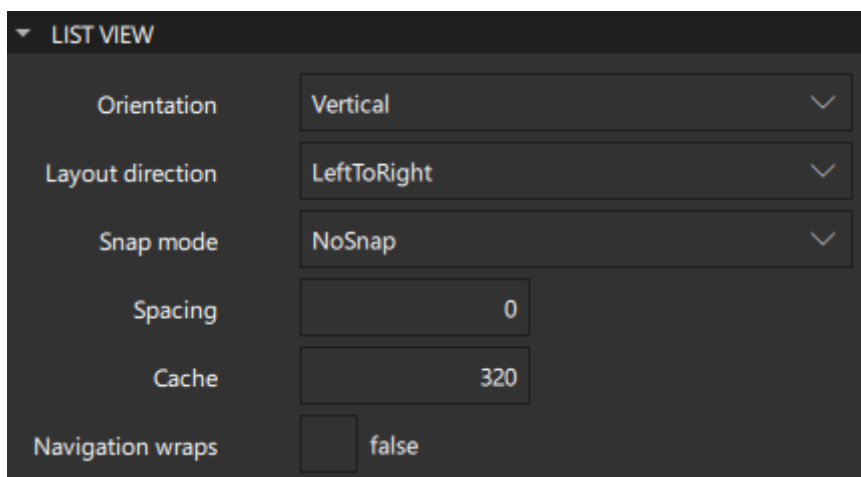 LIST VIEW
Orientation Vertical
Layout direction LeftToRight
Snap mode NoSnap
Spacing 0
Cache 320
Navigation wraps false